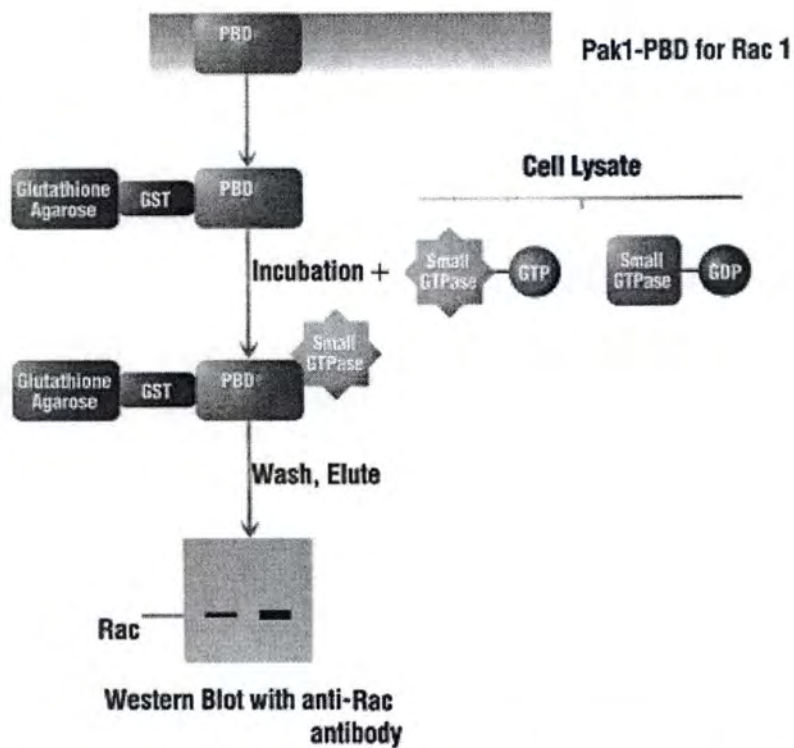 PBD
Pak1-PBD for Rac 1
Glutathione
Agarose
GST
PBD
Cell Lysate
Incubation +
Small
GTPase
GTP
Small
GTPase
GDP
Glutathione
Agarose
GST
PBD
Small
GTPase
Wash, Elute
Rac
Western Blot with anti-Rac
antibody